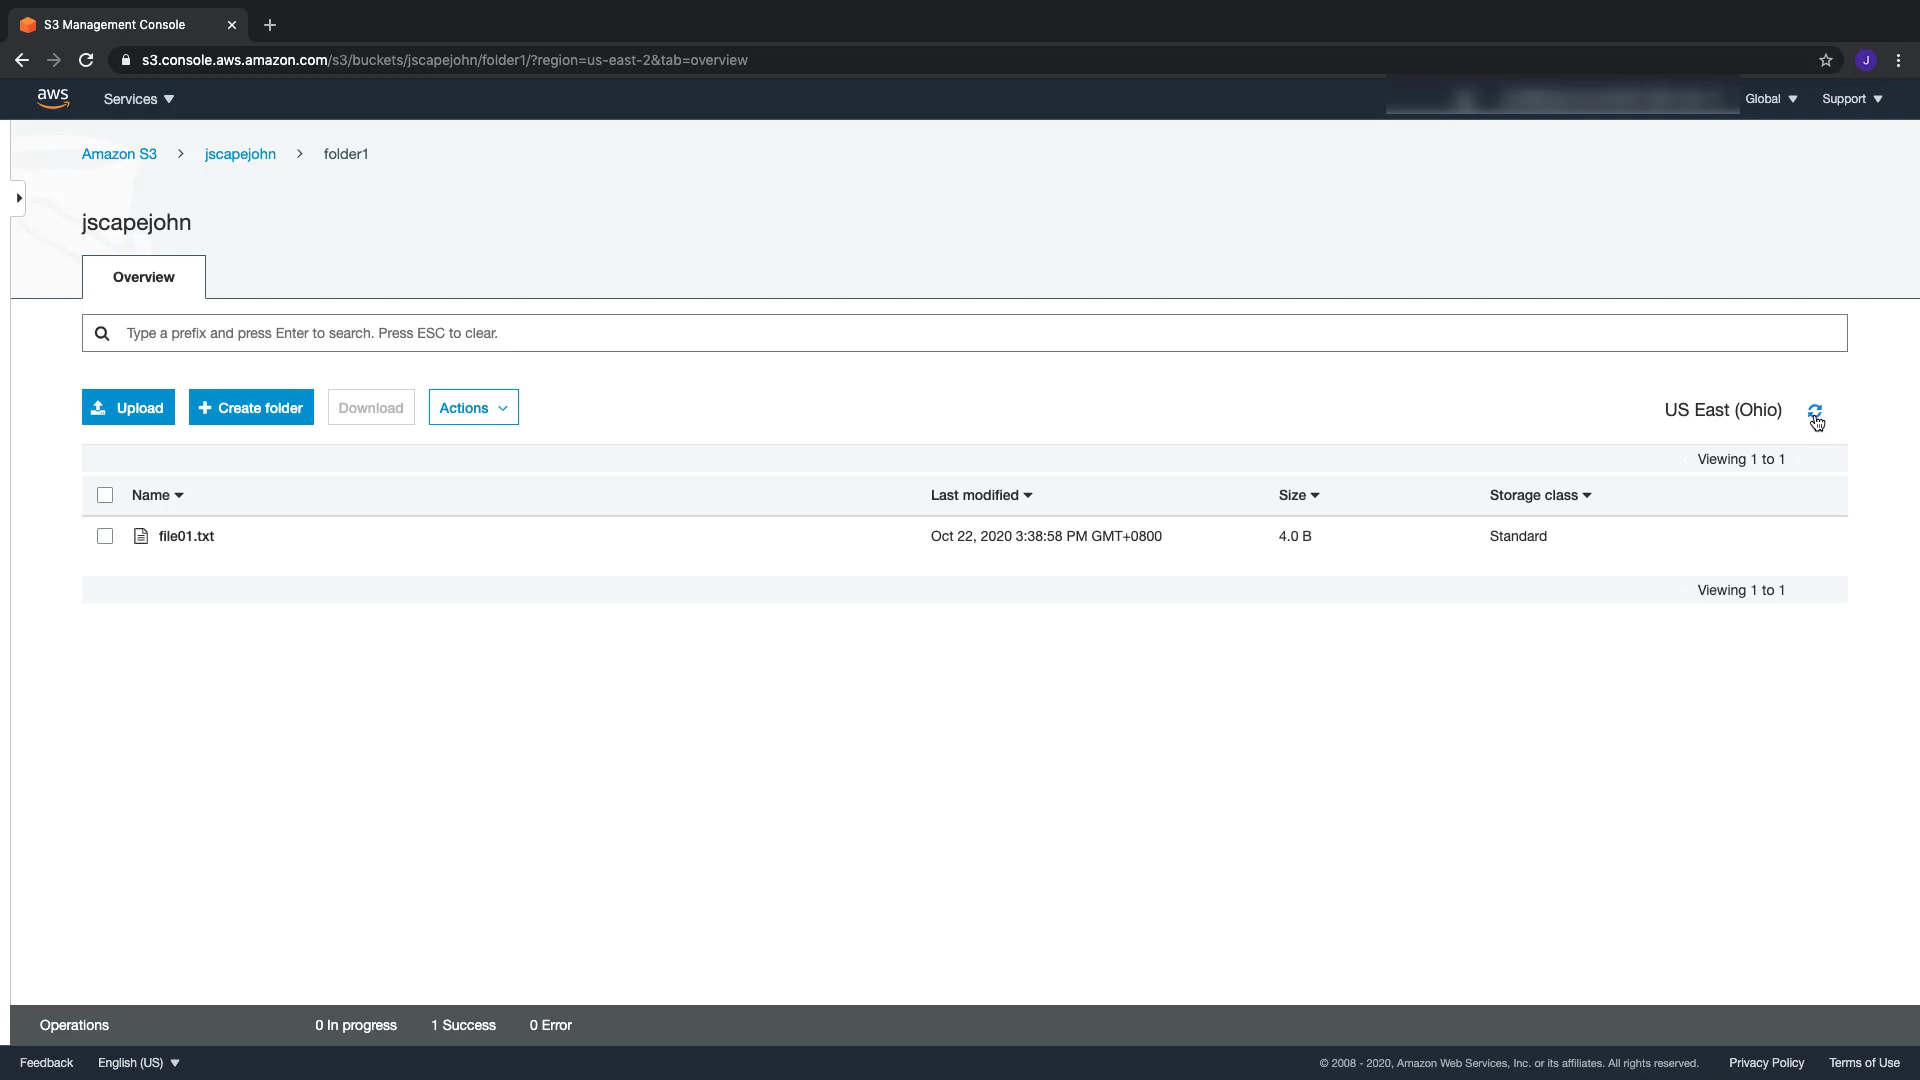 S3 Management Console
s3.console.aws.amazon.com/s3/buckets/jscapejohn/folder1/?region=us-east-2&tab=overview
J
aws Services Global Support
Amazon S3 > jscapejohn > folder1
jscapejohn
Overview
Type a prefix and press Enter to search. Press ESC to clear.
Upload Create folder Download Actions US East (Ohio)
Viewing 1 to 1
Name Last modified Size Storage class
file01.txt Oct 22, 2020 3:38:58 PM GMT+0800 4.0 B Standard
Viewing 1 to 1
Operations 0 In progress 1 Success 0 Error
Feedback English (US) © 2008 - 2020, Amazon Web Services, Inc. or its affiliates. All rights reserved. Privacy Policy Terms of Use